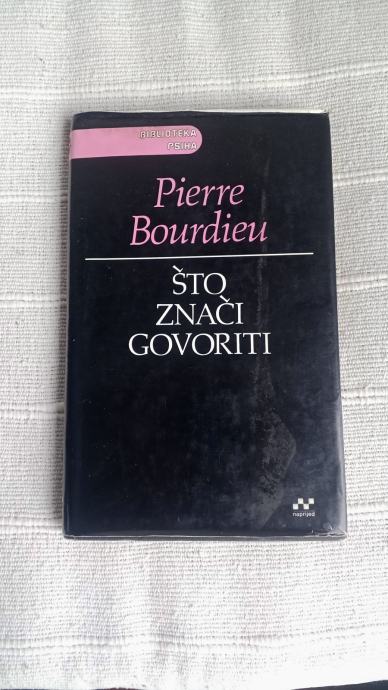 BIBLIOTEKA
PSIHA
Pierre
Bourdieu
ŠTO
ZNAČI
GOVORITI
naprijed